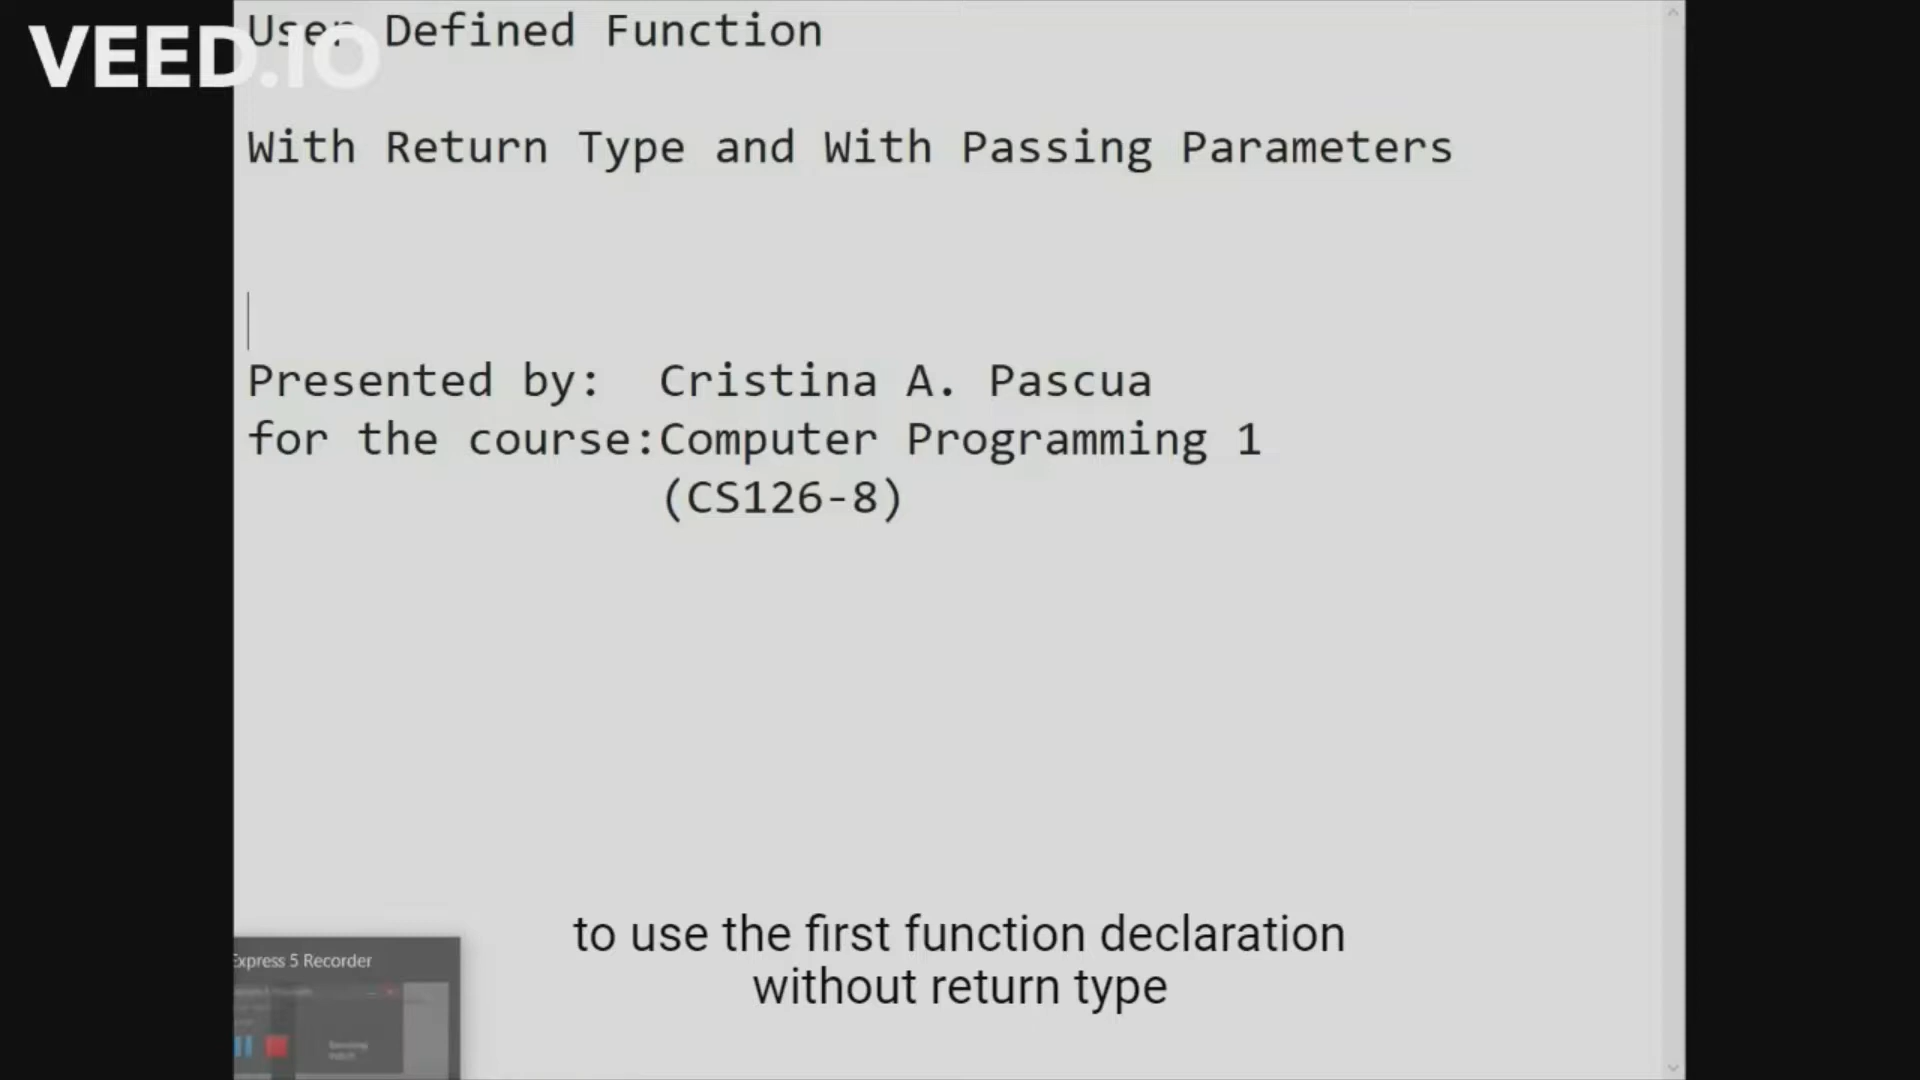 VEED.IO
User Defined Function
With Return Type and With Passing Parameters
Presented by: Cristina A. Pascua
for the course:Computer Programming 1
(CS126-8)
to use the first function declaration
without return type
Express 5 Recorder